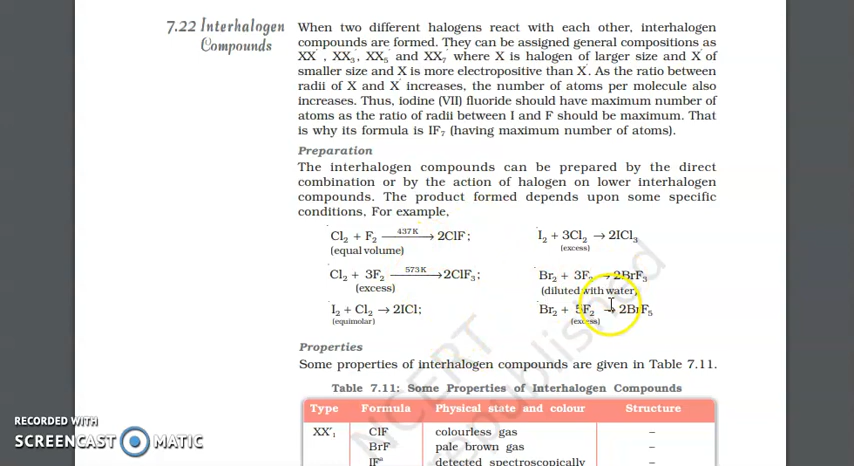 7.22 Interhalogen Compounds
When two different halogens react with each other, interhalogen
compounds are formed. They can be assigned general compositions as
XX′, XX₃′, XX₅′ and XX₇′ where X is halogen of larger size and X′ of
smaller size and X is more electropositive than X′. As the ratio between
radii of X and X′ increases, the number of atoms per molecule also
increases. Thus, iodine (VII) fluoride should have maximum number of
atoms as the ratio of radii between I and F should be maximum. That
is why its formula is IF₇ (having maximum number of atoms).
Preparation
The interhalogen compounds can be prepared by the direct
combination or by the action of halogen on lower interhalogen
compounds. The product formed depends upon some specific
conditions, For example,
Cl₂ + F₂ —437 K→ 2ClF;
(equal volume)
I₂ + 3Cl₂ → 2ICl₃
(excess)
Cl₂ + 3F₂ —573 K→ 2ClF₃;
(excess)
Br₂ + 3F₂ → 2BrF₃
(diluted with water)
I₂ + Cl₂ → 2ICl;
(equimolar)
Br₂ + 5F₂ → 2BrF₅
(excess)
Properties
Some properties of interhalogen compounds are given in Table 7.11.
Table 7.11: Some Properties of Interhalogen Compounds
Type Formula Physical state and colour Structure
XX′₁ ClF colourless gas –
BrF pale brown gas –
IFᵃ detected spectroscopically –
NCERT
republished
RECORDED WITH
SCREENCAST MATIC